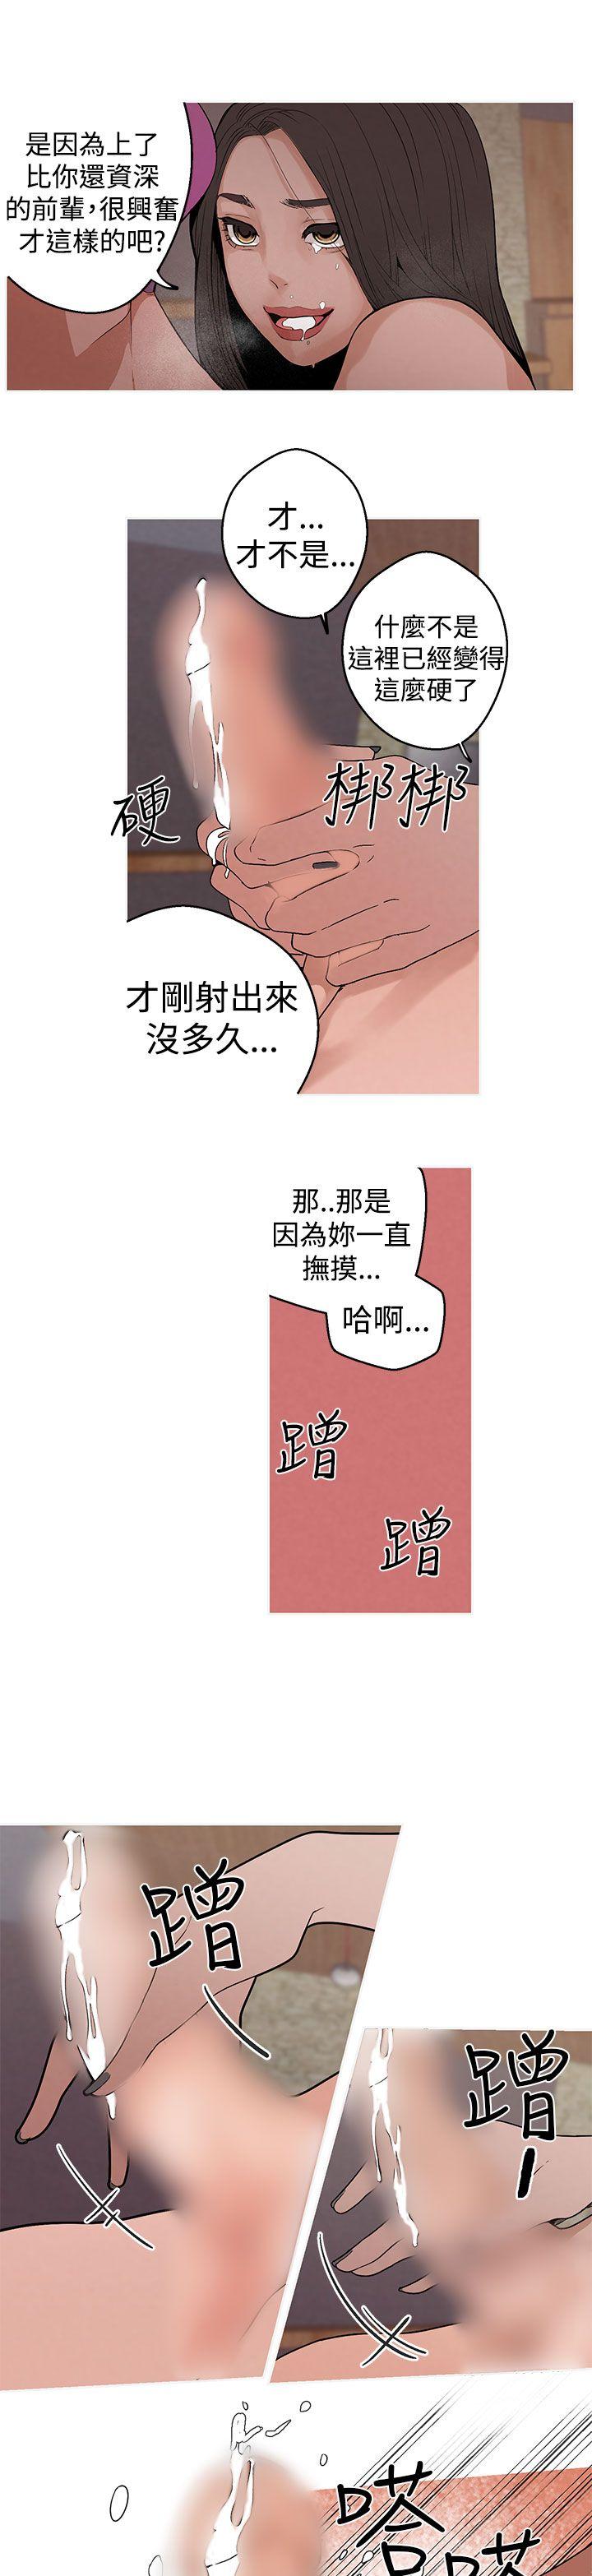 是因為上了
比你還資深
的前輩,很興奮
才這樣的吧?
才...
才不是...
什麼不是
這裡已經變得
這麼硬了
硬
梆梆
才剛射出來
沒多久...
那..那是
因為妳一直
撫摸...
哈啊...
蹭
蹭
蹭
蹭
嗒
嗒